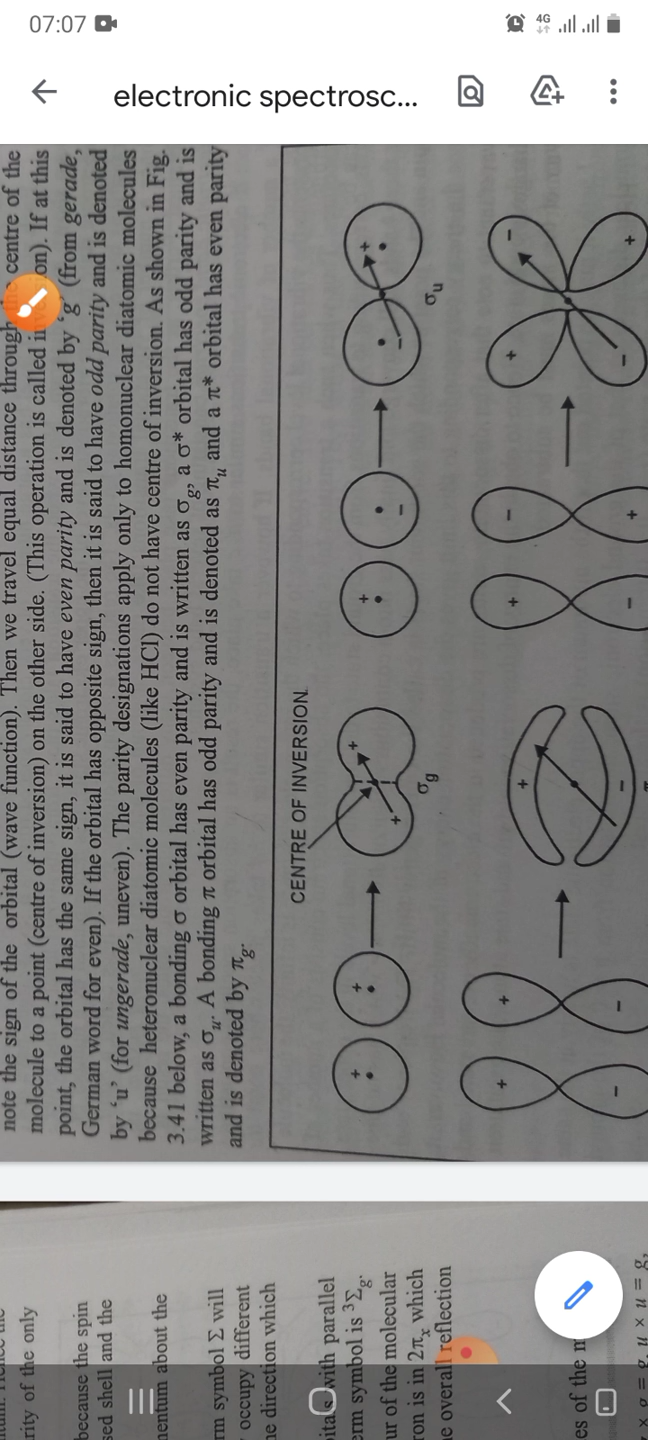 07:07
4G
electronic spectrosc...
note the sign of the orbital (wave function). Then we travel equal distance through centre of the
molecule to a point (centre of inversion) on the other side. (This operation is called on). If at this
point, the orbital has the same sign, it is said to have even parity and is denoted by 'g' (from gerade,
German word for even). If the orbital has opposite sign, then it is said to have odd parity and is denoted
by 'u' (for ungerade, uneven). The parity designations apply only to homonuclear diatomic molecules
because heteronuclear diatomic molecules (like HCl) do not have centre of inversion. As shown in Fig.
3.41 below, a bonding σ orbital has even parity and is written as σg, a σ* orbital has odd parity and is
written as σu. A bonding π orbital has odd parity and is denoted as πu and a π* orbital has even parity
and is denoted by πg.
CENTRE OF INVERSION.
+ + + + + - - +
σg σu
+ + + + - + -
- - - - + - +
rity of the only
because the spin
sed shell and the
mentum about the
rm symbol Σ will
occupy different
he direction which
itals with parallel
erm symbol is ³Σg.
ur of the molecular
ron is in 2πx which
e overall reflection
es of the m
× g = g, u × u = g,